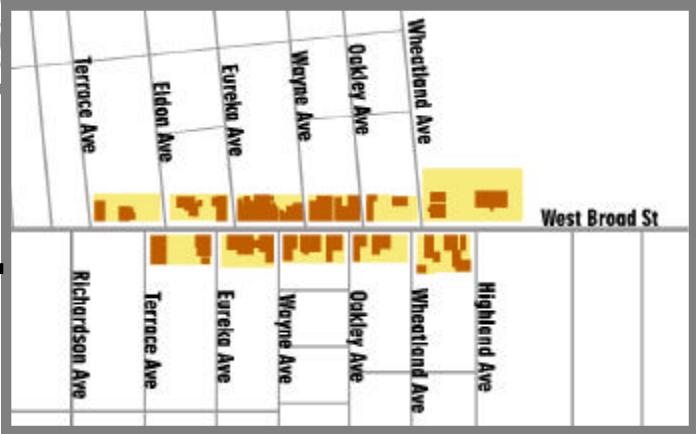 Terrace Ave
Eldon Ave
Eureka Ave
Wayne Ave
Oakley Ave
Wheatland Ave
West Broad St
Richardson Ave
Terrace Ave
Eureka Ave
Wayne Ave
Oakley Ave
Wheatland Ave
Highland Ave